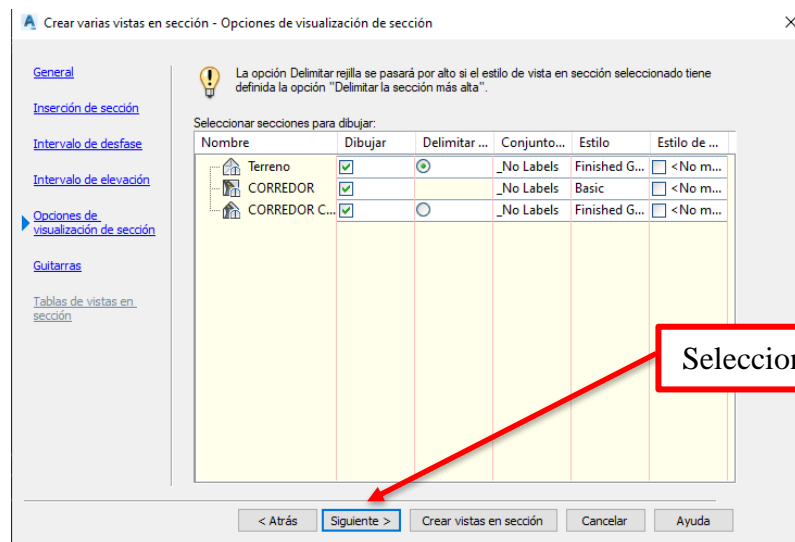 Crear varias vistas en sección - Opciones de visualización de sección
General
Inserción de sección
Intervalo de desfase
Intervalo de elevación
Opciones de
visualización de sección
Guitarras
Tablas de vistas en
sección
La opción Delimitar rejilla se pasará por alto si el estilo de vista en sección seleccionado tiene
definida la opción "Delimitar la sección más alta".
Seleccionar secciones para dibujar:
Nombre Dibujar Delimitar ... Conjunto... Estilo Estilo de ...
Terreno _No Labels Finished G... <No m...
CORREDOR _No Labels Basic <No m...
CORREDOR C... _No Labels Finished G... <No m...
Seleccion
< Atrás Siguiente > Crear vistas en sección Cancelar Ayuda